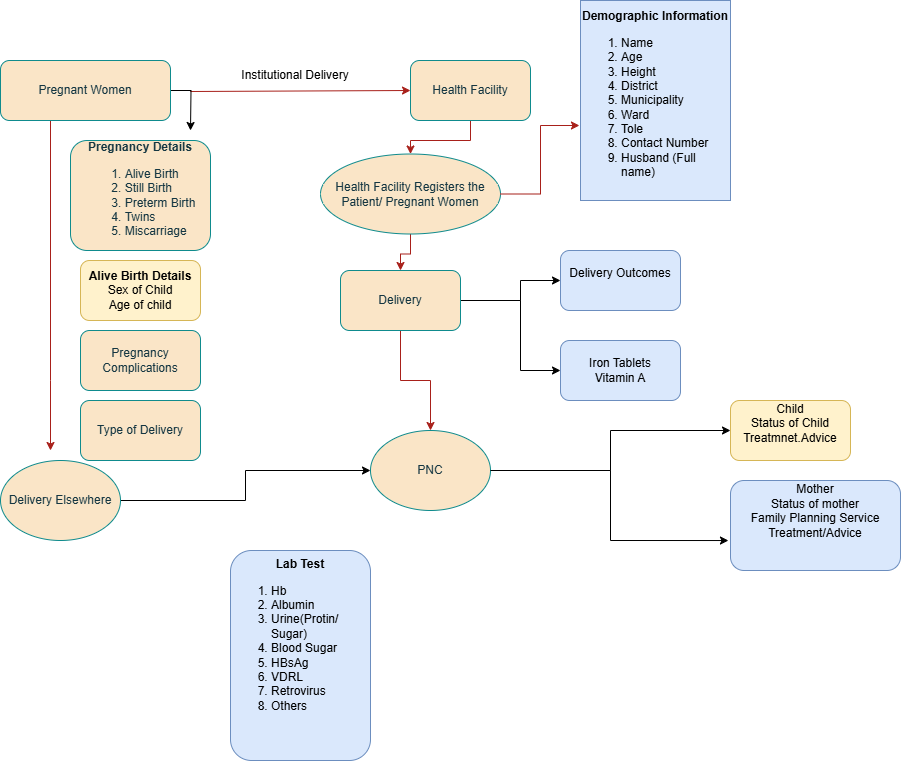 Demographic Information
1. Name
2. Age
3. Height
4. District
5. Municipality
6. Ward
7. Tole
8. Contact Number
9. Husband (Full
name)
Institutional Delivery
Pregnant Women
Health Facility
Pregnancy Details
1. Alive Birth
2. Still Birth
3. Preterm Birth
4. Twins
5. Miscarriage
Health Facility Registers the
Patient/ Pregnant Women
Alive Birth Details
Sex of Child
Age of child
Delivery
Delivery Outcomes
Pregnancy
Complications
Iron Tablets
Vitamin A
Type of Delivery
Child
Status of Child
Treatmnet.Advice
Delivery Elsewhere
PNC
Mother
Status of mother
Family Planning Service
Treatment/Advice
Lab Test
1. Hb
2. Albumin
3. Urine(Protin/
Sugar)
4. Blood Sugar
5. HBsAg
6. VDRL
7. Retrovirus
8. Others